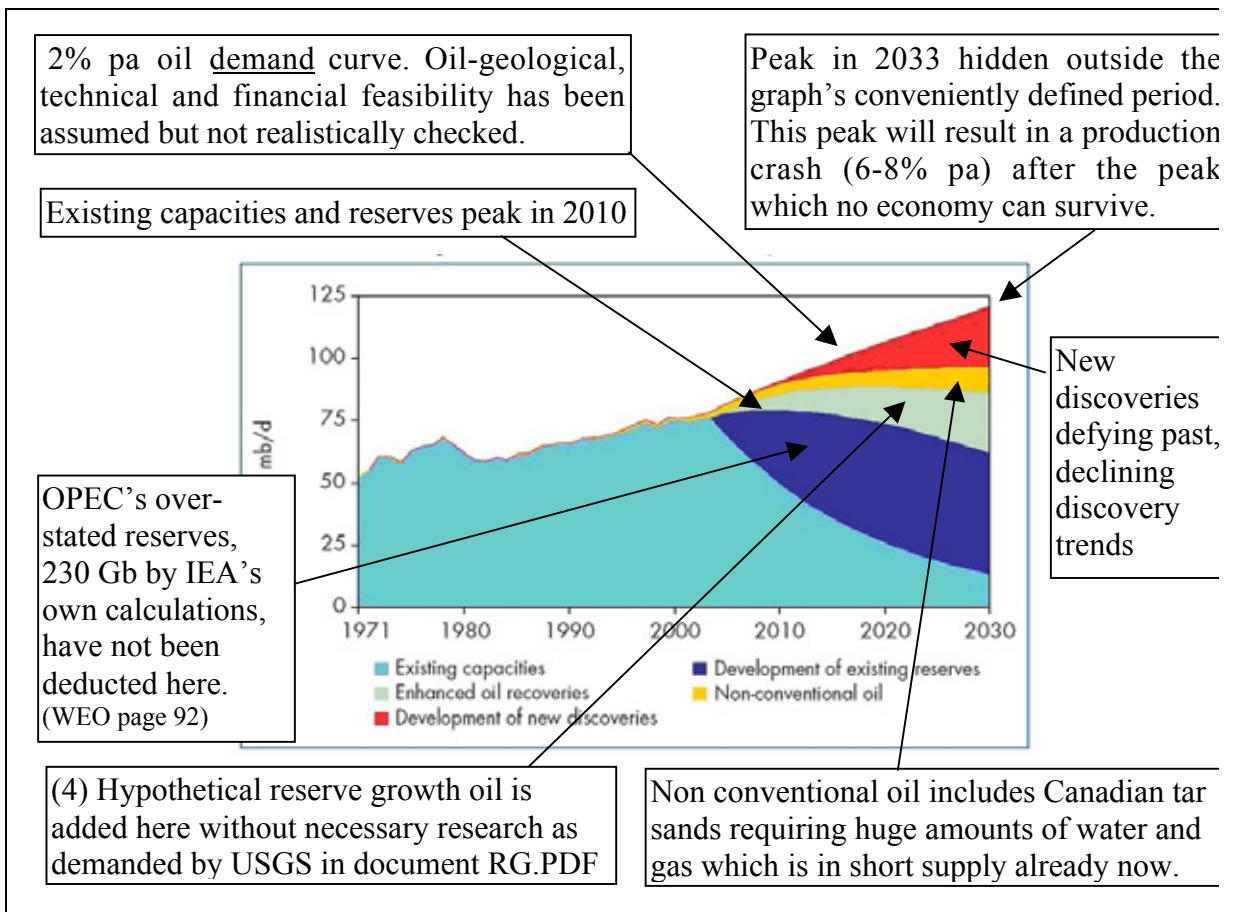 2% pa oil demand curve. Oil-geological,
technical and financial feasibility has been
assumed but not realistically checked.
Peak in 2033 hidden outside the
graph’s conveniently defined period.
This peak will result in a production
crash (6-8% pa) after the peak
which no economy can survive.
Existing capacities and reserves peak in 2010
125
100
75
50
25
0
mb/d
1971
1980
1990
2000
2010
2020
2030
New
discoveries
defying past,
declining
discovery
trends
OPEC’s over-
stated reserves,
230 Gb by IEA’s
own calculations,
have not been
deducted here.
(WEO page 92)
Existing capacities
Development of existing reserves
Enhanced oil recoveries
Non-conventional oil
Development of new discoveries
(4) Hypothetical reserve growth oil is
added here without necessary research as
demanded by USGS in document RG.PDF
Non conventional oil includes Canadian tar
sands requiring huge amounts of water and
gas which is in short supply already now.